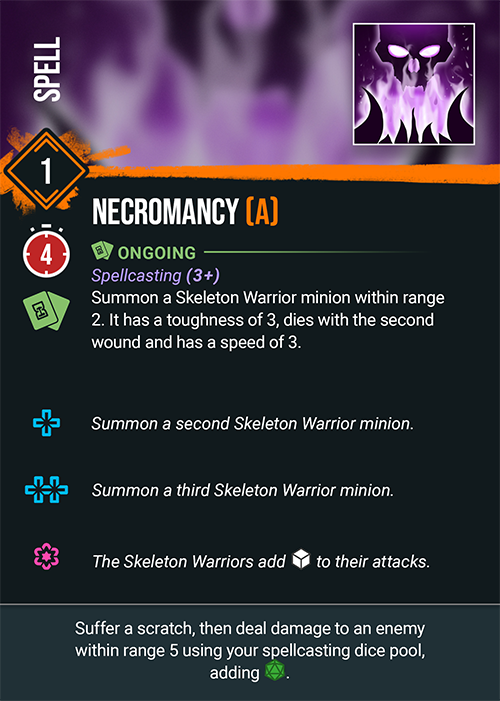 SPELL
1
NECROMANCY (A)
4
ONGOING
Spellcasting (3+)
Summon a Skeleton Warrior minion within range
2. It has a toughness of 3, dies with the second
wound and has a speed of 3.
Summon a second Skeleton Warrior minion.
Summon a third Skeleton Warrior minion.
The Skeleton Warriors add to their attacks.
Suffer a scratch, then deal damage to an enemy
within range 5 using your spellcasting dice pool,
adding .